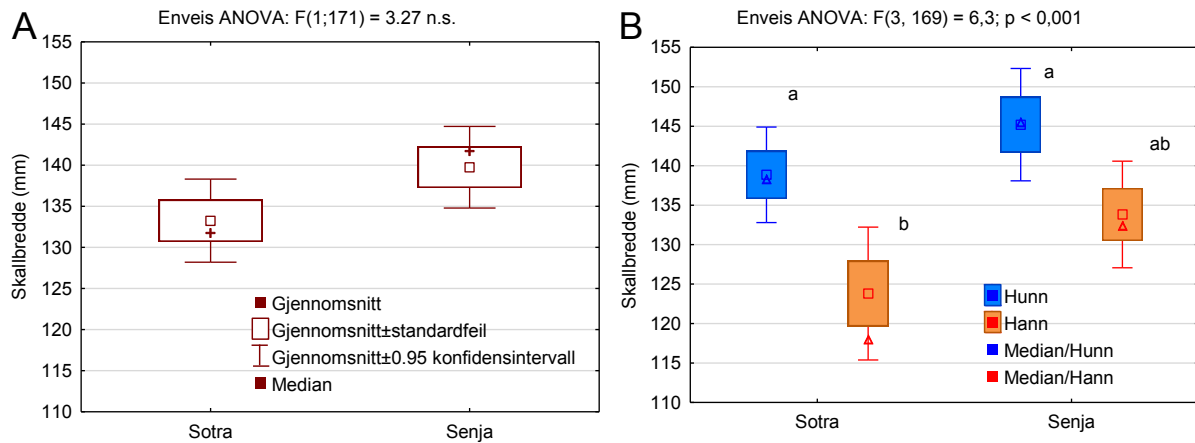 Enveis ANOVA: F(1;171) = 3.27 n.s.
A
155
150
145
140
135
130
125
120
115
110
Skallbredde (mm)
Gjennomsnitt
Gjennomsnitt±standardfeil
Gjennomsnitt±0.95 konfidensintervall
Median
Sotra
Senja
Enveis ANOVA: F(3, 169) = 6,3; p < 0,001
B
155
150
145
140
135
130
125
120
115
110
Skallbredde (mm)
a
b
a
ab
Hunn
Hann
Median/Hunn
Median/Hann
Sotra
Senja